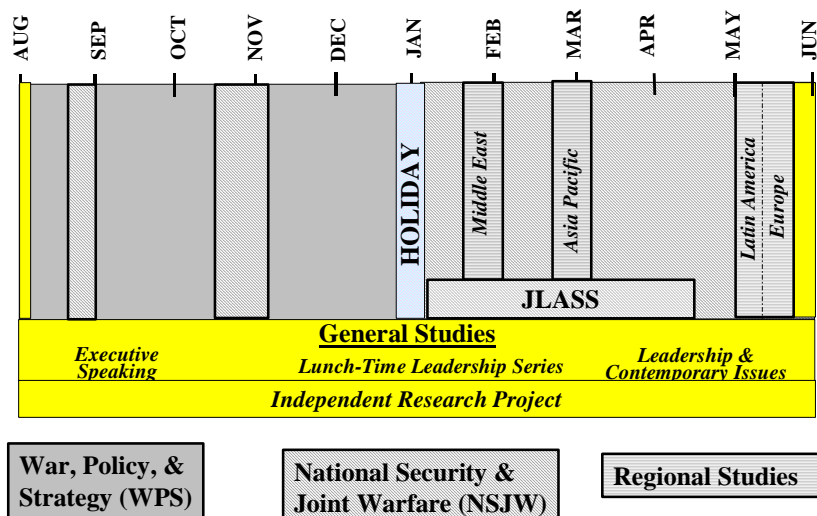 AUG
SEP
OCT
NOV
DEC
JAN
FEB
MAR
APR
MAY
JUN
HOLIDAY
Middle East
Asia Pacific
Latin America
Europe
JLASS
General Studies
Executive
Speaking
Lunch-Time Leadership Series
Leadership &
Contemporary Issues
Independent Research Project
War, Policy, &
Strategy (WPS)
National Security &
Joint Warfare (NSJW)
Regional Studies